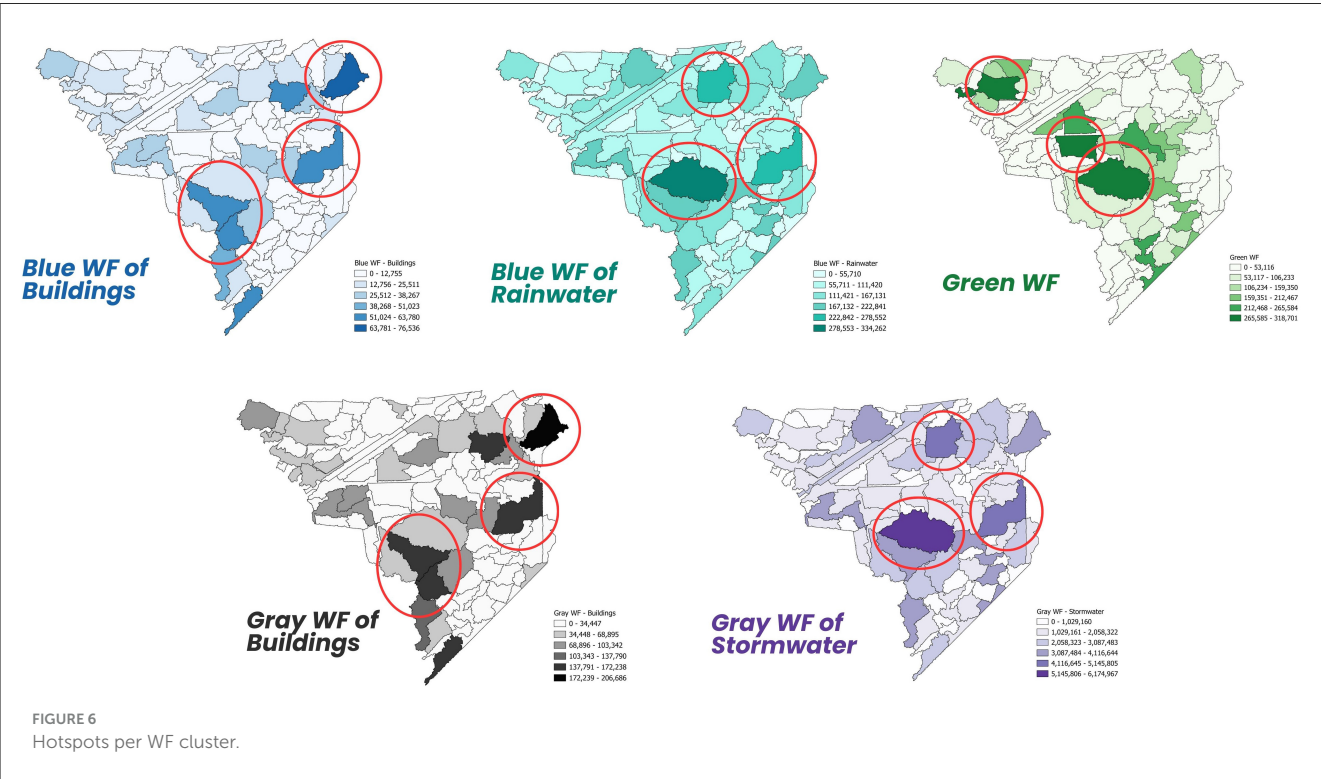 Blue WF of
Buildings
Blue WF - Buildings
0 - 12,755
12,756 - 25,511
25,512 - 38,267
38,268 - 51,023
51,024 - 63,780
63,781 - 76,536
Blue WF of
Rainwater
Blue WF - Rainwater
0 - 55,710
55,711 - 111,420
111,421 - 167,131
167,132 - 222,841
222,842 - 278,552
278,553 - 334,262
Green WF
Green WF
0 - 53,116
53,117 - 106,233
106,234 - 159,350
159,351 - 212,467
212,468 - 265,584
265,585 - 318,701
Gray WF of
Buildings
Gray WF - Buildings
0 - 34,447
34,448 - 68,895
68,896 - 103,342
103,343 - 137,790
137,791 - 172,238
172,239 - 206,686
Gray WF of
Stormwater
Gray WF - Stormwater
0 - 1,029,160
1,029,161 - 2,058,322
2,058,323 - 3,087,483
3,087,484 - 4,116,644
4,116,645 - 5,145,805
5,145,806 - 6,174,967
FIGURE 6
Hotspots per WF cluster.